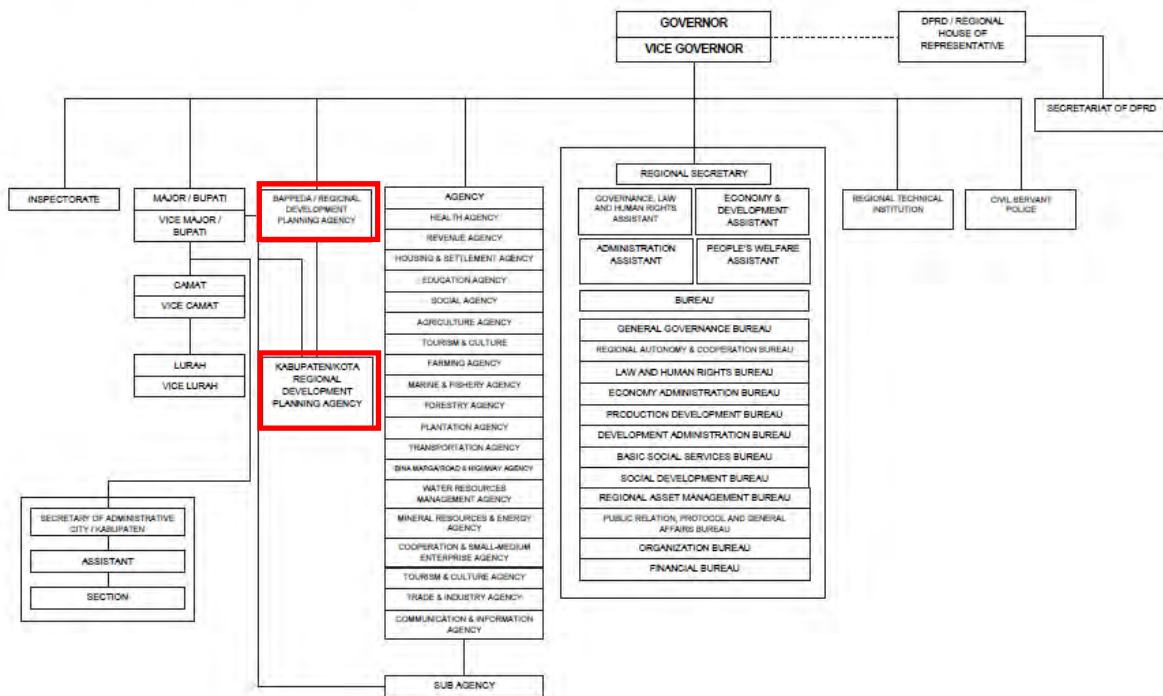 GOVERNOR
VICE GOVERNOR
DPRD / REGIONAL
HOUSE OF
REPRESENTATIVE
SECRETARIAT OF DPRD
INSPECTORATE
MAJOR / BUPATI
VICE MAJOR /
BUPATI
CAMAT
VICE CAMAT
LURAH
VICE LURAH
SECRETARY OF ADMINISTRATIVE
CITY / KABUPATEN
ASSISTANT
SECTION
BAPPEDA / REGIONAL
DEVELOPMENT
PLANNING AGENCY
KABUPATEN/KOTA
REGIONAL
DEVELOPMENT
PLANNING AGENCY
AGENCY
HEALTH AGENCY
REVENUE AGENCY
HOUSING & SETTLEMENT AGENCY
EDUCATION AGENCY
SOCIAL AGENCY
AGRICULTURE AGENCY
TOURISM & CULTURE
FARMING AGENCY
MARINE & FISHERY AGENCY
FORESTRY AGENCY
PLANTATION AGENCY
TRANSPORTATION AGENCY
BINA MARGA/ROAD & HIGHWAY AGENCY
WATER RESOURCES
MANAGEMENT AGENCY
MINERAL RESOURCES & ENERGY
AGENCY
COOPERATION & SMALL-MEDIUM
ENTERPRISE AGENCY
TOURISM & CULTURE AGENCY
TRADE & INDUSTRY AGENCY
COMMUNICATION & INFORMATION
AGENCY
SUB AGENCY
REGIONAL SECRETARY
GOVERNANCE, LAW
AND HUMAN RIGHTS
ASSISTANT
ECONOMY &
DEVELOPMENT
ASSISTANT
ADMINISTRATION
ASSISTANT
PEOPLE'S WELFARE
ASSISTANT
BUREAU
GENERAL GOVERNANCE BUREAU
REGIONAL AUTONOMY & COOPERATION BUREAU
LAW AND HUMAN RIGHTS BUREAU
ECONOMY ADMINISTRATION BUREAU
PRODUCTION DEVELOPMENT BUREAU
DEVELOPMENT ADMINISTRATION BUREAU
BASIC SOCIAL SERVICES BUREAU
SOCIAL DEVELOPMENT BUREAU
REGIONAL ASSET MANAGEMENT BUREAU
PUBLIC RELATION, PROTOCOL AND GENERAL
AFFAIRS BUREAU
ORGANIZATION BUREAU
FINANCIAL BUREAU
REGIONAL TECHNICAL
INSTITUTION
CIVIL SERVANT
POLICE